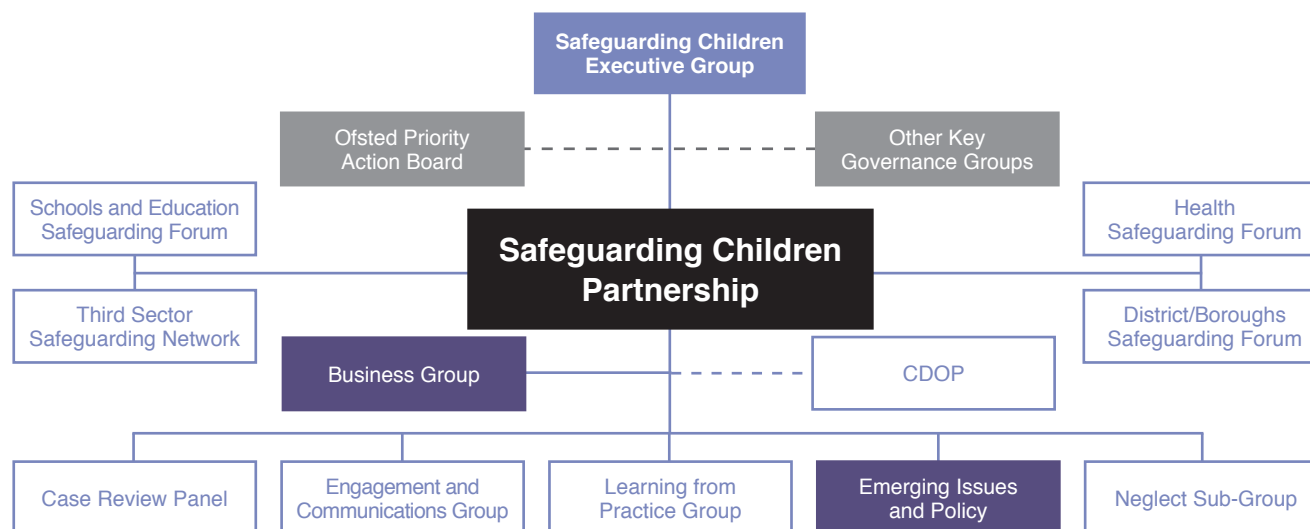 Safeguarding Children
Executive Group
Ofsted Priority
Action Board
Other Key
Governance Groups
Schools and Education
Safeguarding Forum
Health
Safeguarding Forum
Safeguarding Children
Partnership
Third Sector
Safeguarding Network
District/Boroughs
Safeguarding Forum
Business Group
CDOP
Case Review Panel
Engagement and
Communications Group
Learning from
Practice Group
Emerging Issues
and Policy
Neglect Sub-Group